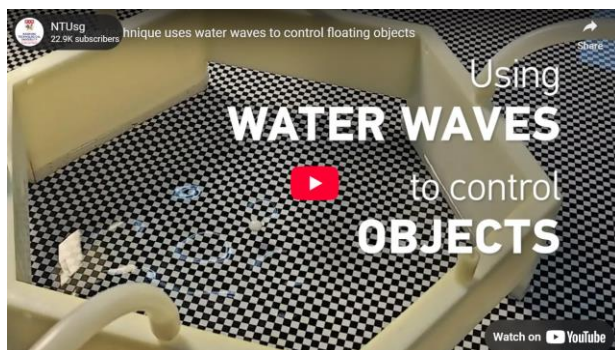 NTUsg
22.9K subscribers
hnique uses water waves to control floating objects
Share
Using
WATER WAVES
to control
OBJECTS
Watch on YouTube